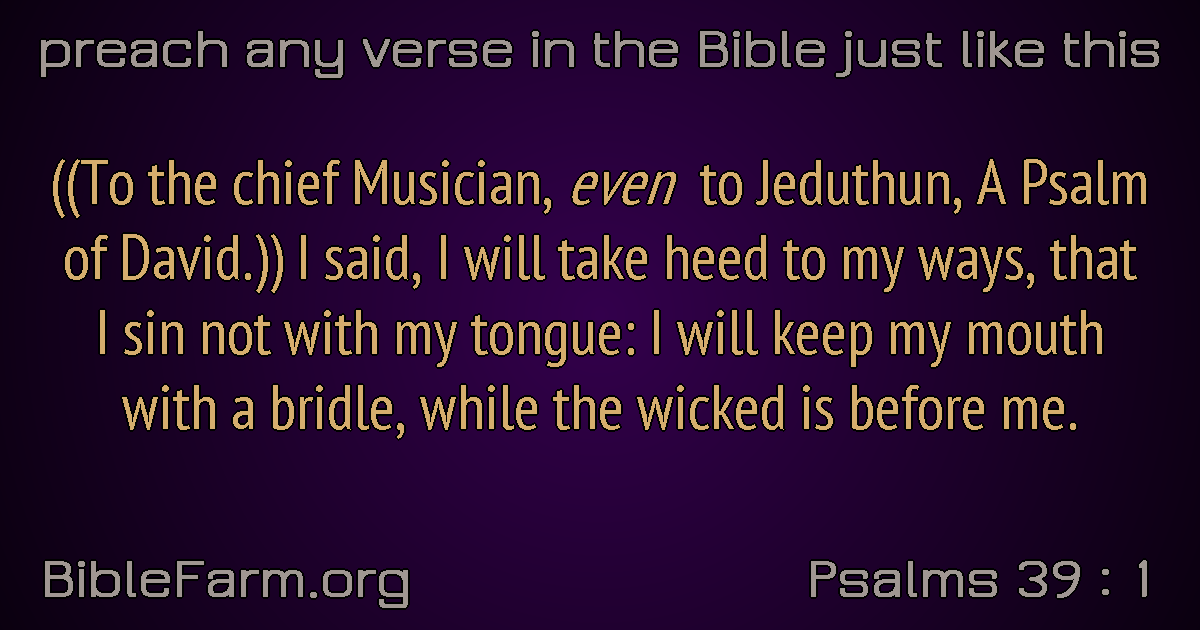 preach any verse in the Bible just like this
((To the chief Musician, even to Jeduthun, A Psalm
of David.)) I said, I will take heed to my ways, that
I sin not with my tongue: I will keep my mouth
with a bridle, while the wicked is before me.
BibleFarm.org
Psalms 39 : 1